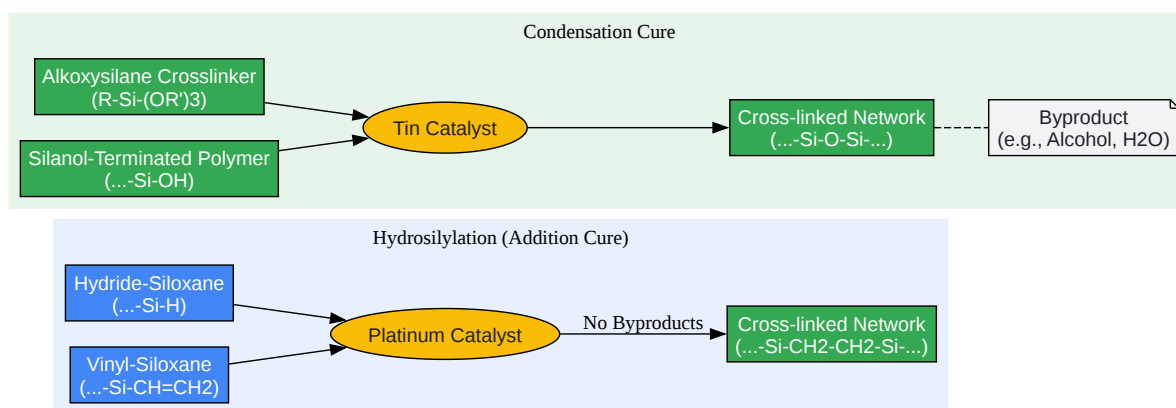 Condensation Cure
Alkoxysilane Crosslinker
(R-Si-(OR')3)
Silanol-Terminated Polymer
(...-Si-OH)
Tin Catalyst
Cross-linked Network
(...-Si-O-Si-...)
Byproduct
(e.g., Alcohol, H2O)
Hydrosilylation (Addition Cure)
Hydride-Siloxane
(...-Si-H)
Vinyl-Siloxane
(...-Si-CH=CH2)
Platinum Catalyst
No Byproducts
Cross-linked Network
(...-Si-CH2-CH2-Si-...)